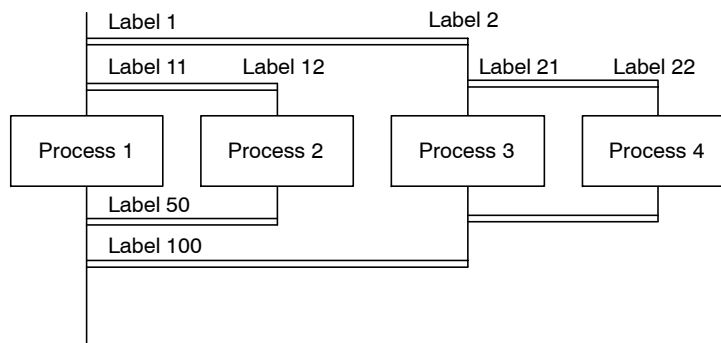 Label 1
Label 2
Label 11
Label 12
Label 21
Label 22
Process 1
Process 2
Process 3
Process 4
Label 50
Label 100